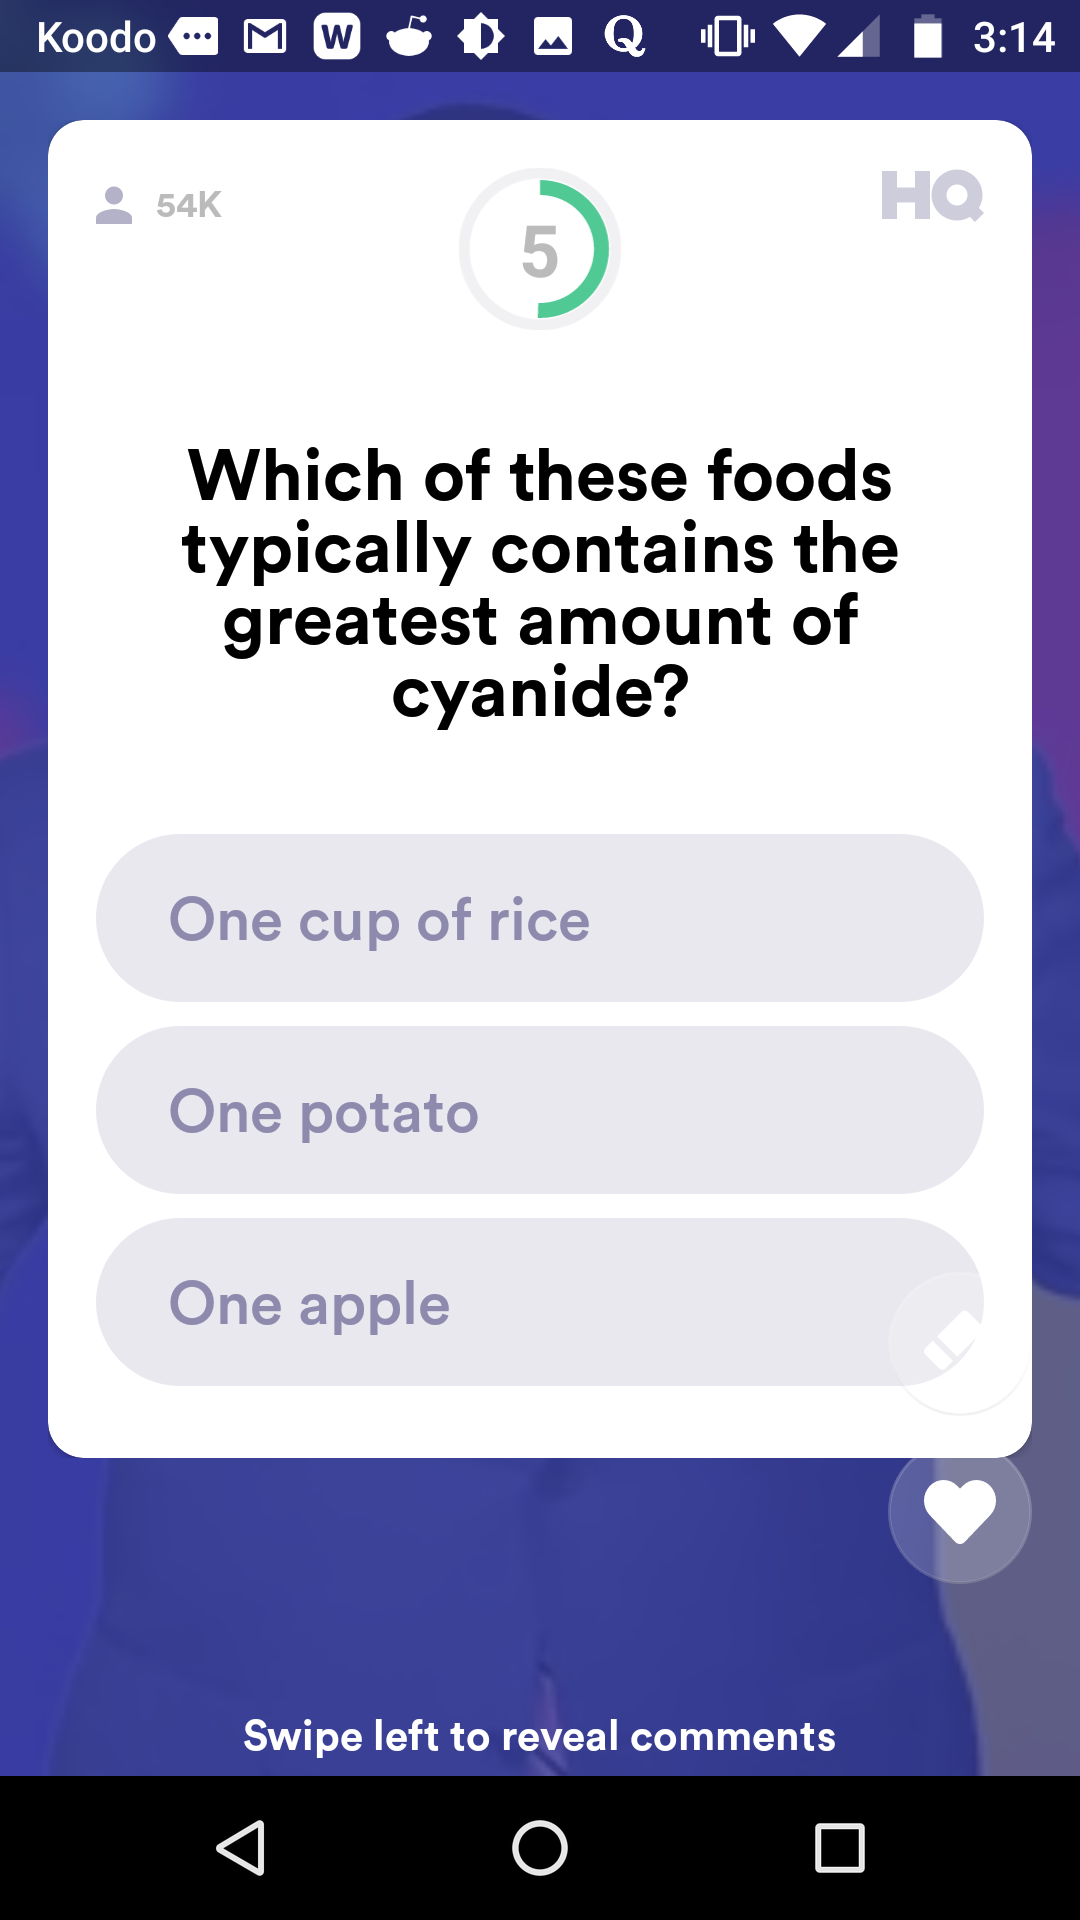 Koodo W 3:14
54K 5 HQ
Which of these foods
typically contains the
greatest amount of
cyanide?
One cup of rice
One potato
One apple
Swipe left to reveal comments